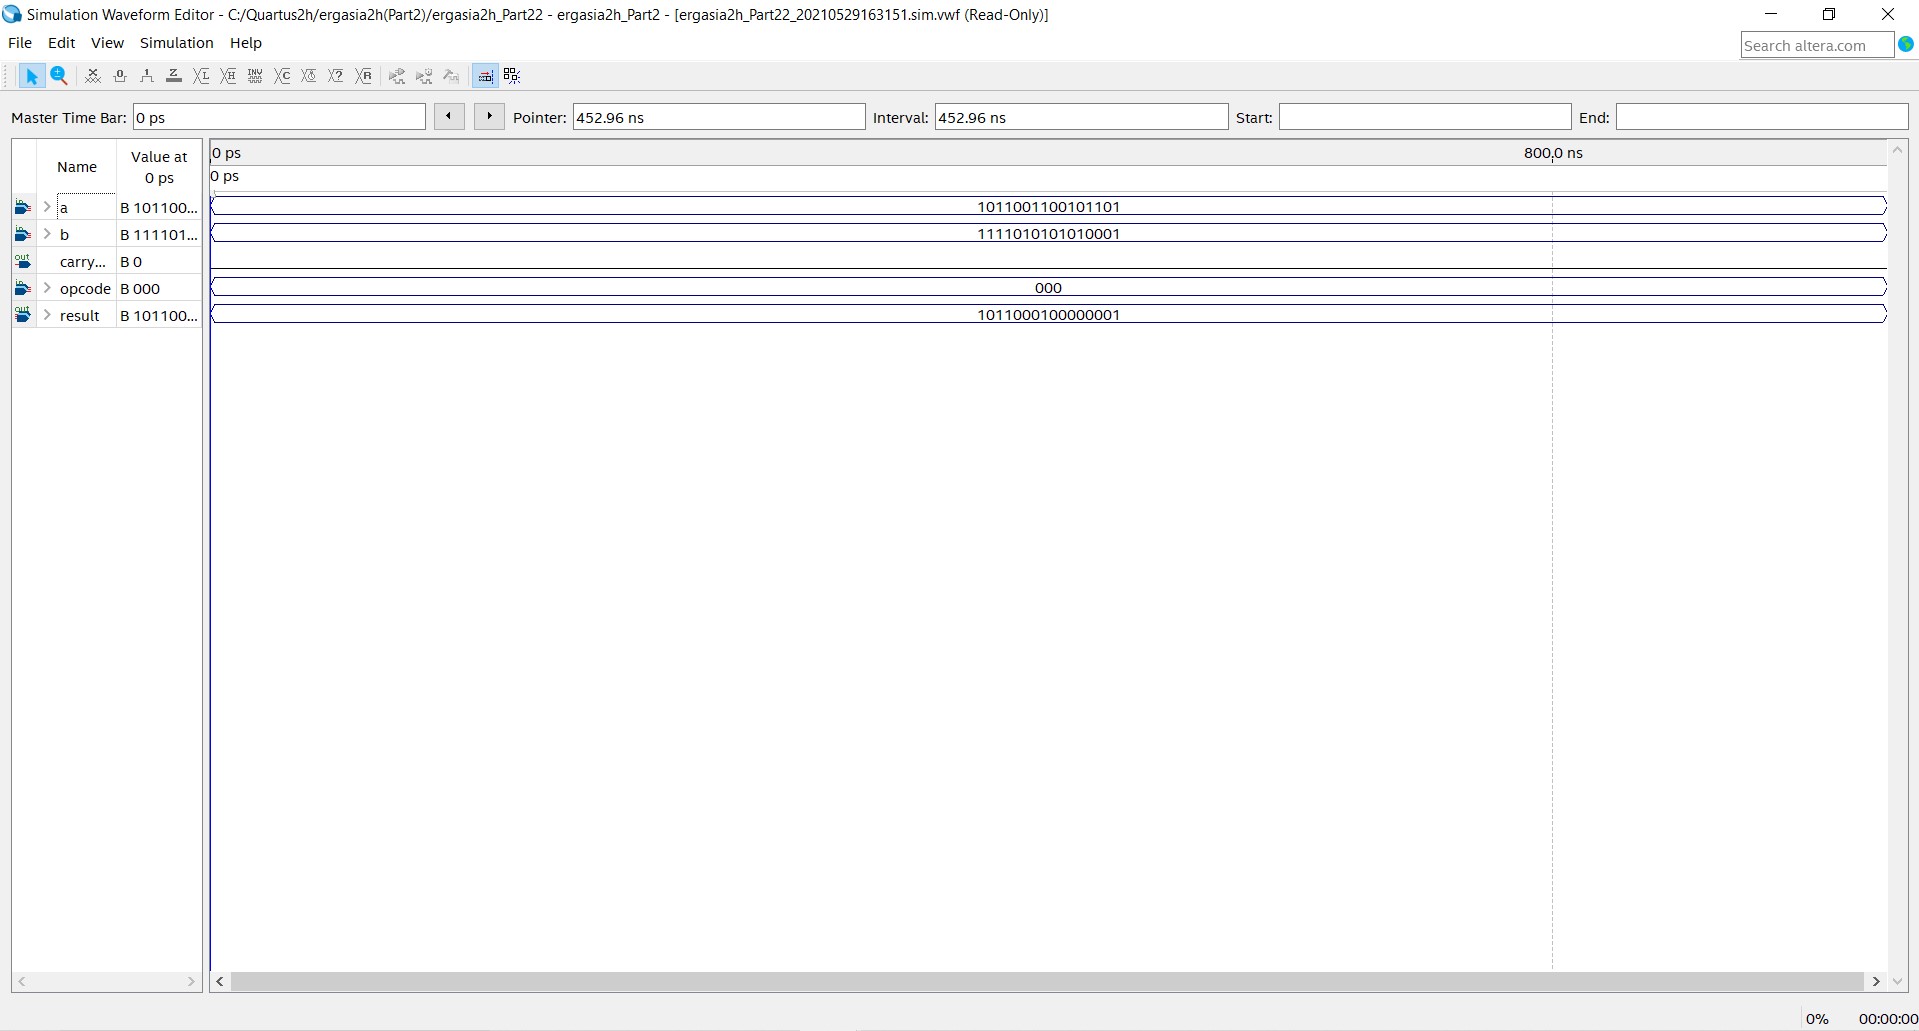 Simulation Waveform Editor - C:/Quartus2h/ergasia2h(Part2)/ergasia2h_Part22 - ergasia2h_Part2 - [ergasia2h_Part22_20210529163151.sim.vwf (Read-Only)]
File Edit View Simulation Help
Search altera.com
Master Time Bar: 0 ps Pointer: 452.96 ns Interval: 452.96 ns Start: End:
Name Value at 0 ps
0 ps 800.0 ns
0 ps
a B 101100... 1011001100101101
b B 111101... 1111010101010001
carry... B 0
opcode B 000 000
result B 101100... 1011000100000001
0% 00:00:00